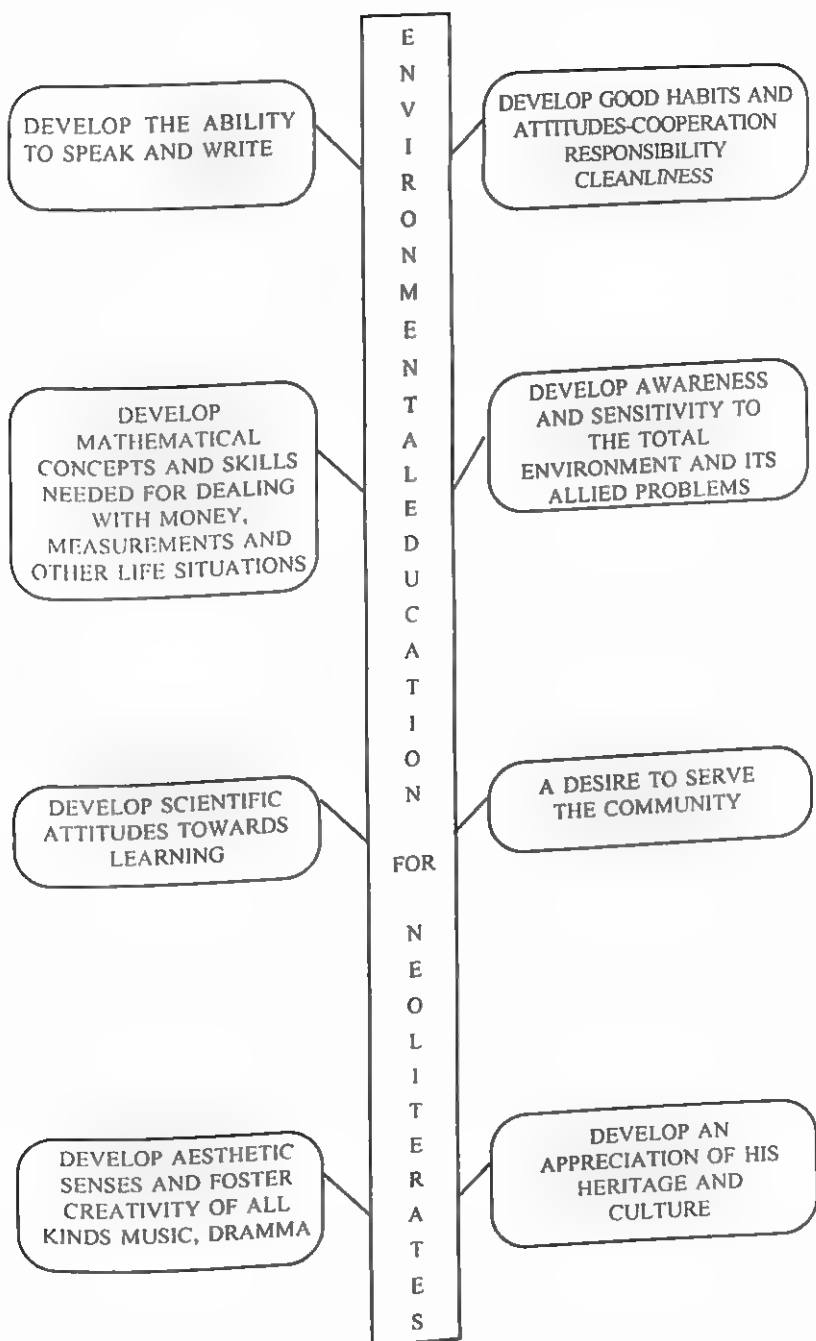 ENVIRONMENTAL EDUCATION FOR NEOLITERATES
DEVELOP THE ABILITY
TO SPEAK AND WRITE
DEVELOP GOOD HABITS AND
ATTITUDES-COOPERATION
RESPONSIBILITY
CLEANLINESS
DEVELOP
MATHEMATICAL
CONCEPTS AND SKILLS
NEEDED FOR DEALING
WITH MONEY,
MEASUREMENTS AND
OTHER LIFE SITUATIONS
DEVELOP AWARENESS
AND SENSITIVITY TO
THE TOTAL
ENVIRONMENT AND ITS
ALLIED PROBLEMS
DEVELOP SCIENTIFIC
ATTITUDES TOWARDS
LEARNING
A DESIRE TO SERVE
THE COMMUNITY
DEVELOP AESTHETIC
SENSES AND FOSTER
CREATIVITY OF ALL
KINDS MUSIC, DRAMMA
DEVELOP AN
APPRECIATION OF HIS
HERITAGE AND
CULTURE